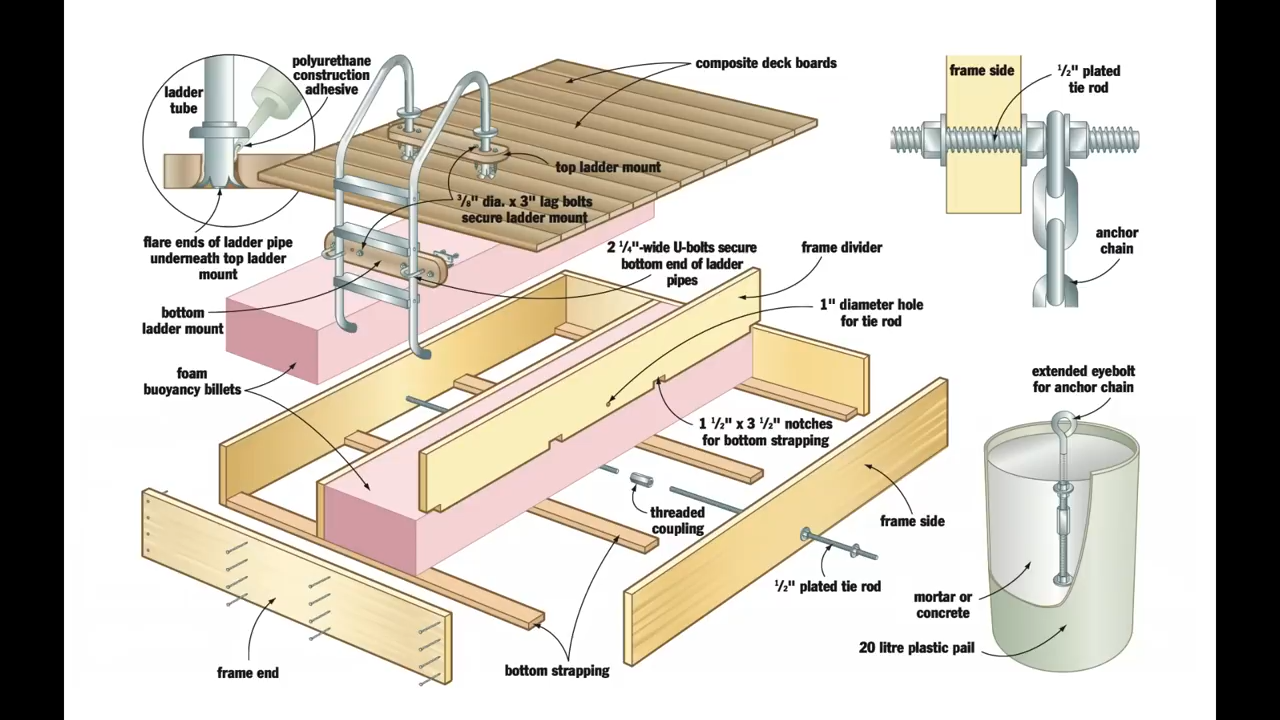 polyurethane
construction
adhesive
ladder
tube
composite deck boards
top ladder mount
3/8" dia. x 3" lag bolts
secure ladder mount
flare ends of ladder pipe
underneath top ladder
mount
2 1/4"-wide U-bolts secure
bottom end of ladder
pipes
frame divider
1" diameter hole
for tie rod
bottom
ladder mount
foam
buoyancy billets
1 1/2" x 3 1/2" notches
for bottom strapping
threaded
coupling
frame side
1/2" plated tie rod
frame end
bottom strapping
frame side
1/2" plated
tie rod
anchor
chain
extended eyebolt
for anchor chain
mortar or
concrete
20 litre plastic pail